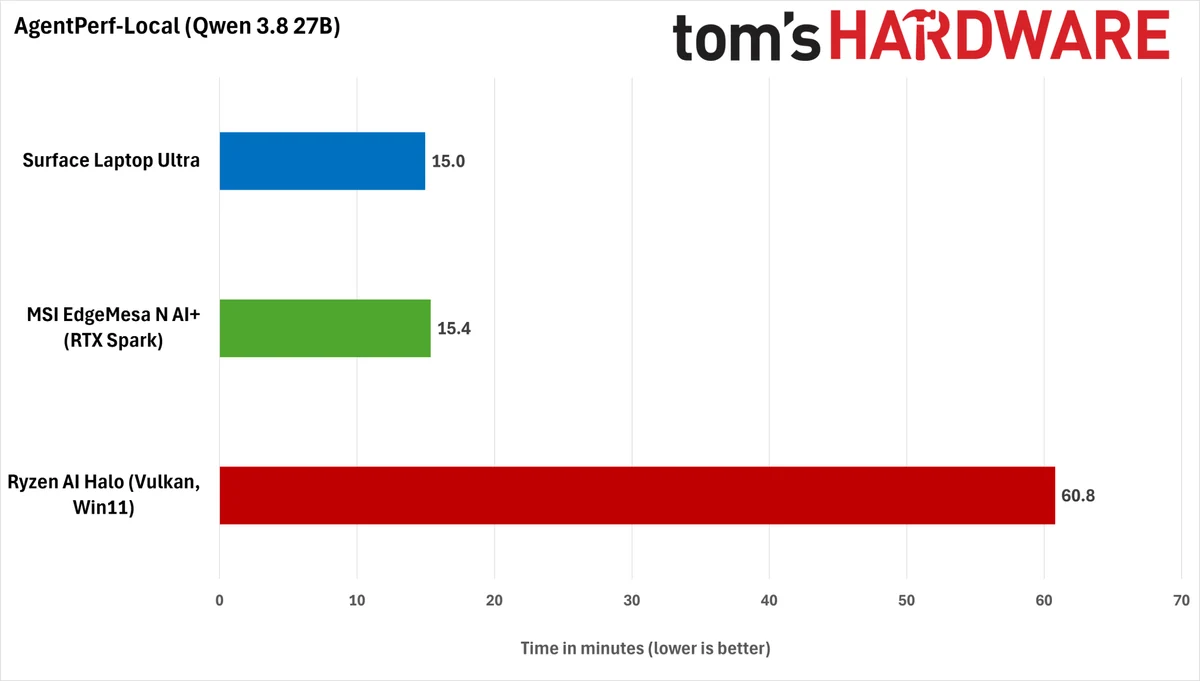 AgentPerf-Local (Qwen 3.8 27B)
tom's HARDWARE
Surface Laptop Ultra
15.0
MSI EdgeMesa N AI+
(RTX Spark)
15.4
Ryzen AI Halo (Vulkan,
Win11)
60.8
0 10 20 30 40 50 60 70
Time in minutes (lower is better)